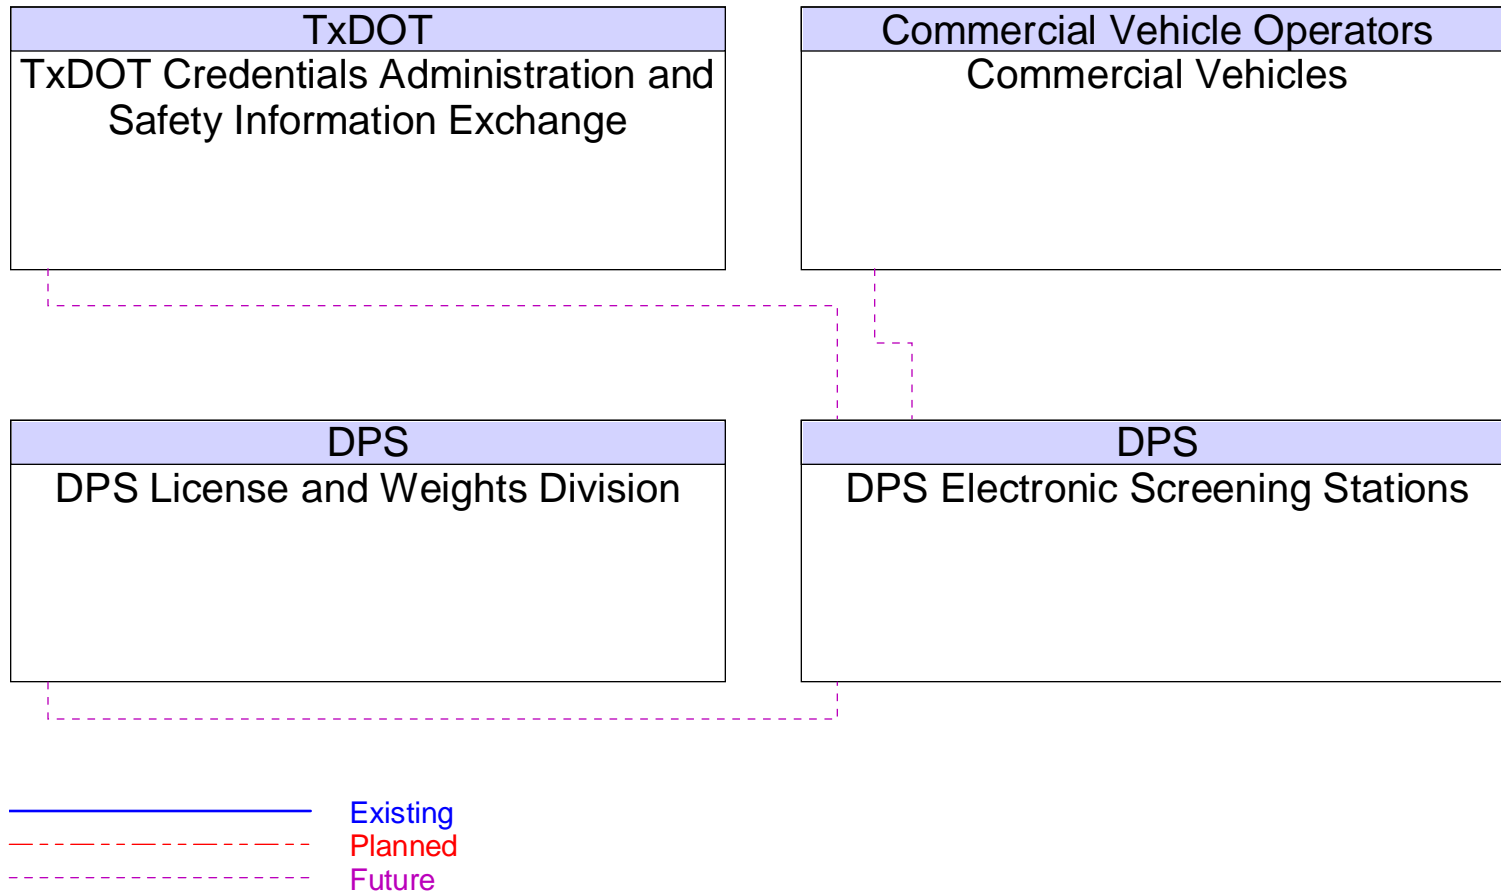 TxDOT
TxDOT Credentials Administration and
Safety Information Exchange
Commercial Vehicle Operators
Commercial Vehicles
DPS
DPS License and Weights Division
DPS
DPS Electronic Screening Stations
Existing
Planned
Future